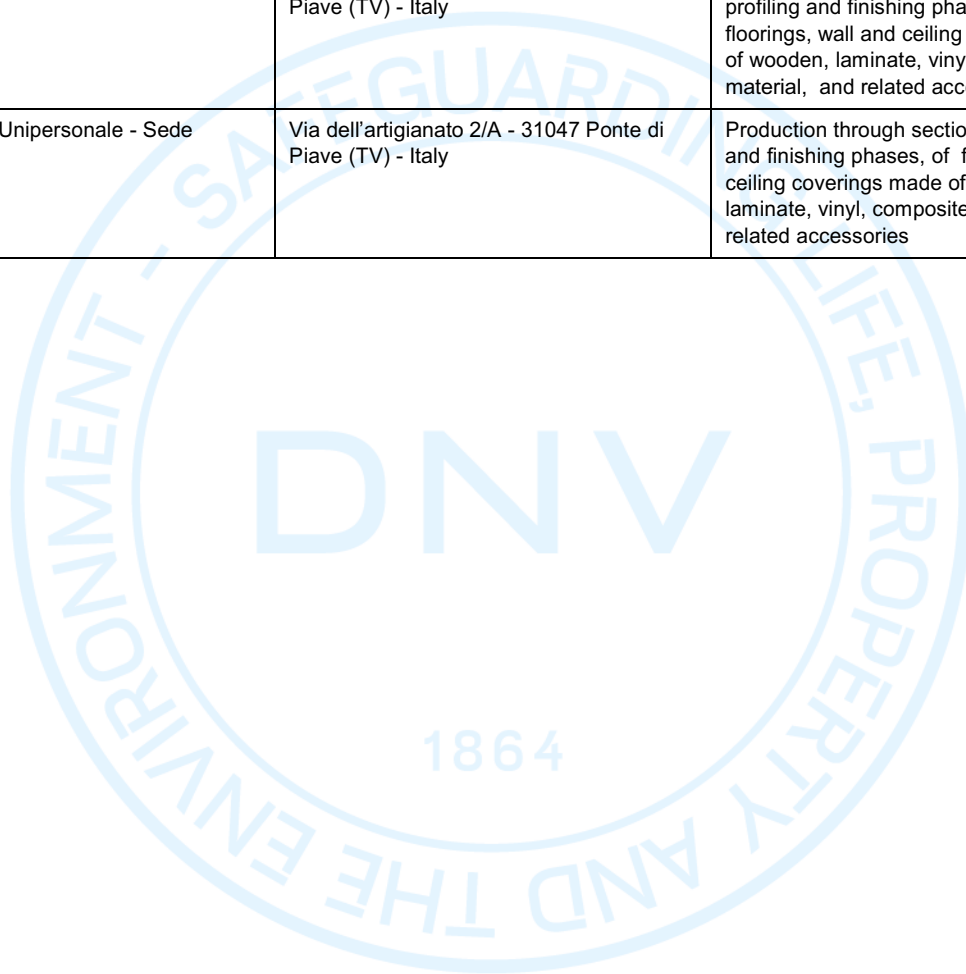 Piave (TV) - Italy
profiling and finishing pha
floorings, wall and ceiling
of wooden, laminate, viny
material, and related acc
Unipersonale - Sede
Via dell'artigianato 2/A - 31047 Ponte di
Piave (TV) - Italy
Production through sectio
and finishing phases, of f
ceiling coverings made of
laminate, vinyl, composite
related accessories
SAFEGUARDING LIFE, PROPERTY AND THE ENVIRONMENT -
DNV
1864